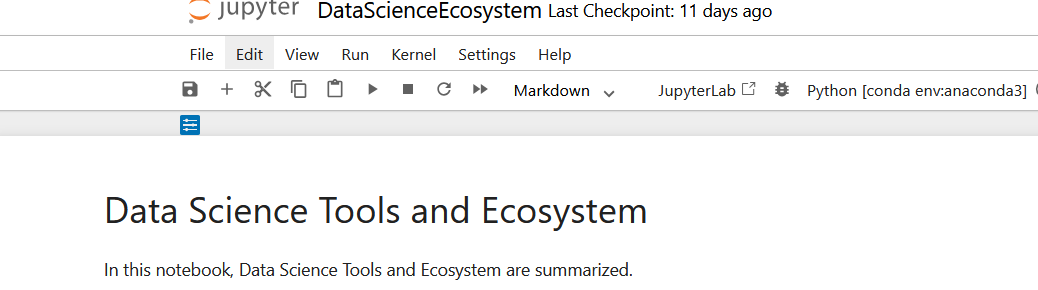 jupyter DataScienceEcosystem Last Checkpoint: 11 days ago
File Edit View Run Kernel Settings Help
Markdown JupyterLab Python [conda env:anaconda3]
Data Science Tools and Ecosystem
In this notebook, Data Science Tools and Ecosystem are summarized.